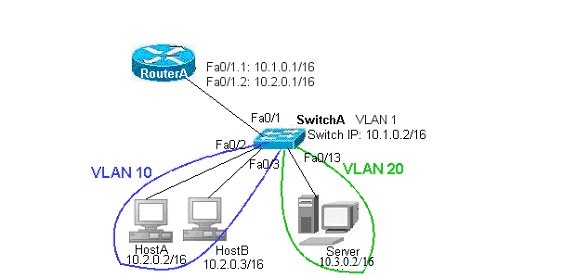 RouterA
Fa0/1.1: 10.1.0.1/16
Fa0/1.2: 10.2.0.1/16
Fa0/1
SwitchA VLAN 1
Switch IP: 10.1.0.2/16
Fa0/2
Fa0/3
Fa0/13
VLAN 10
VLAN 20
HostA
10.2.0.2/16
HostB
10.2.0.3/16
Server
10.3.0.2/16